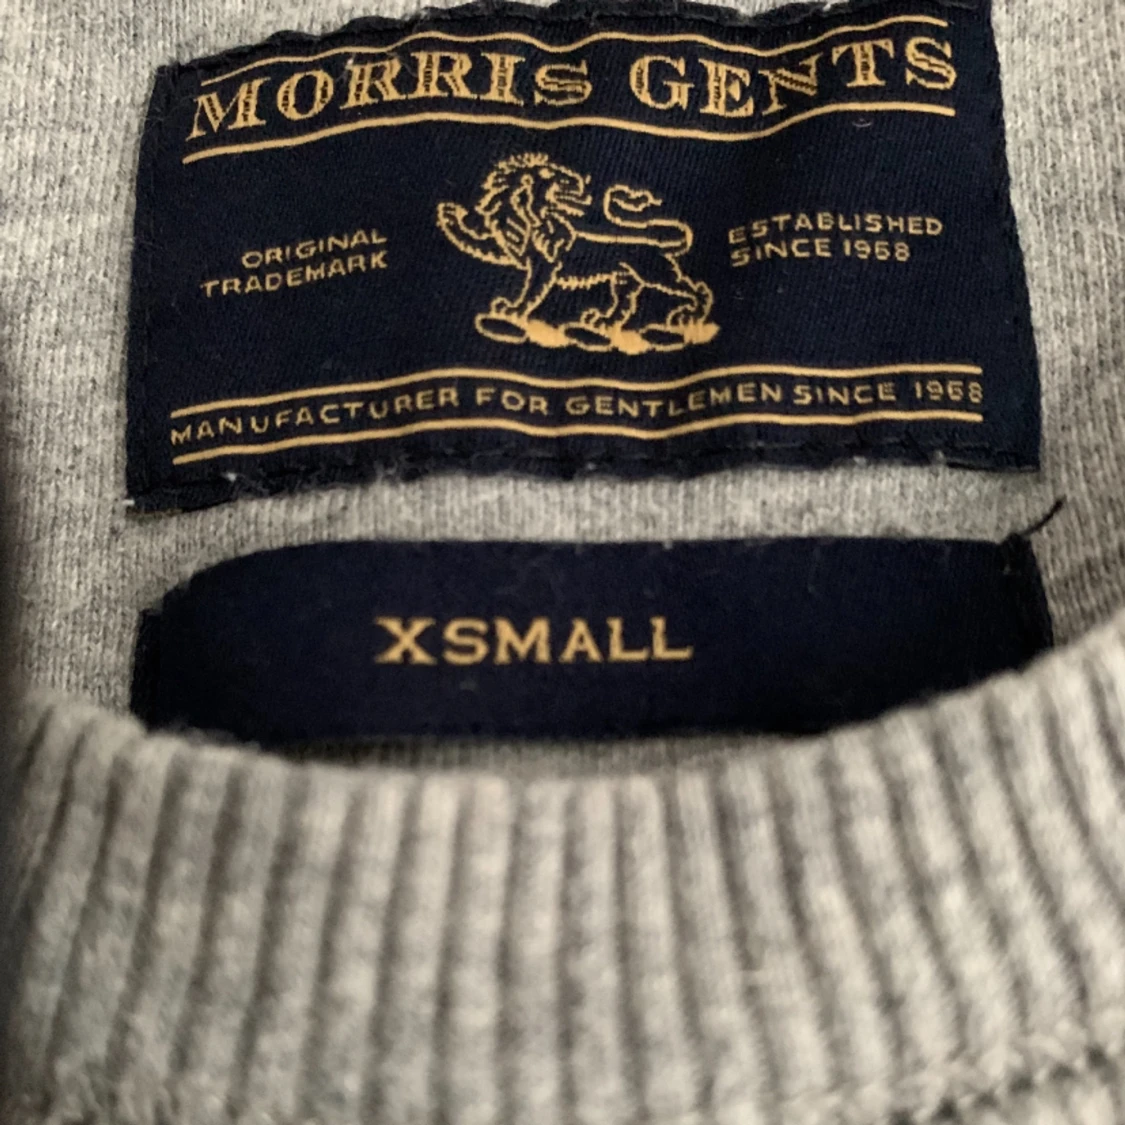 MORRIS GENTS
ORIGINAL
TRADEMARK
ESTABLISHED
SINCE 1968
MANUFACTURER FOR GENTLEMEN SINCE 1968
XSMALL